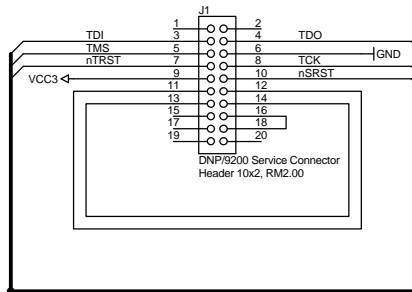 J1
1 2
TDI 3 4 TDO
TMS 5 6 GND
nTRST 7 8 TCK
VCC3 9 10 nSRST
11 12
13 14
15 16
17 18
19 20
DNP/9200 Service Connector
Header 10x2, RM2.00